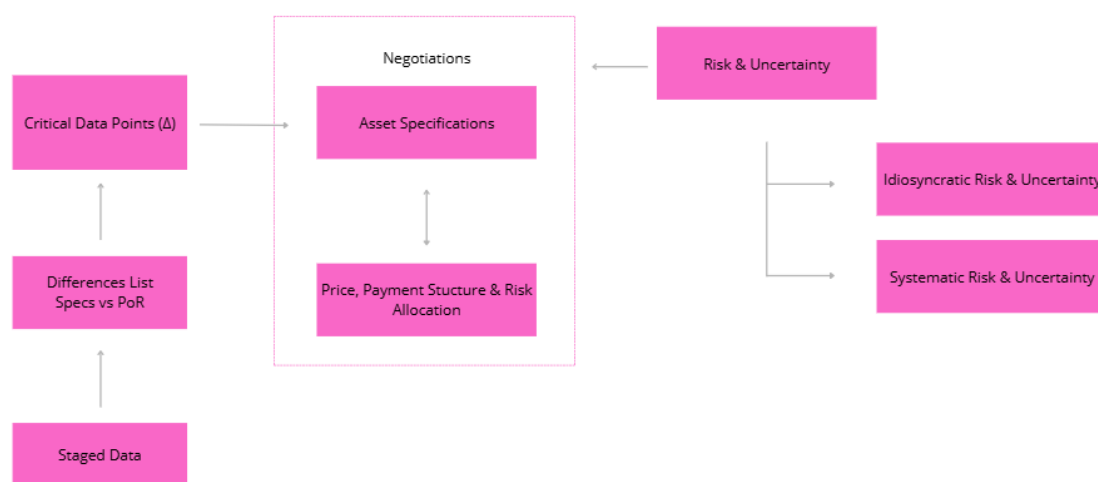 Negotiations
Risk & Uncertainty
Critical Data Points (Δ)
Asset Specifications
Idiosyncratic Risk & Uncertainty
Differences List
Specs vs PoR
Systematic Risk & Uncertainty
Price, Payment Stucture & Risk
Allocation
Staged Data